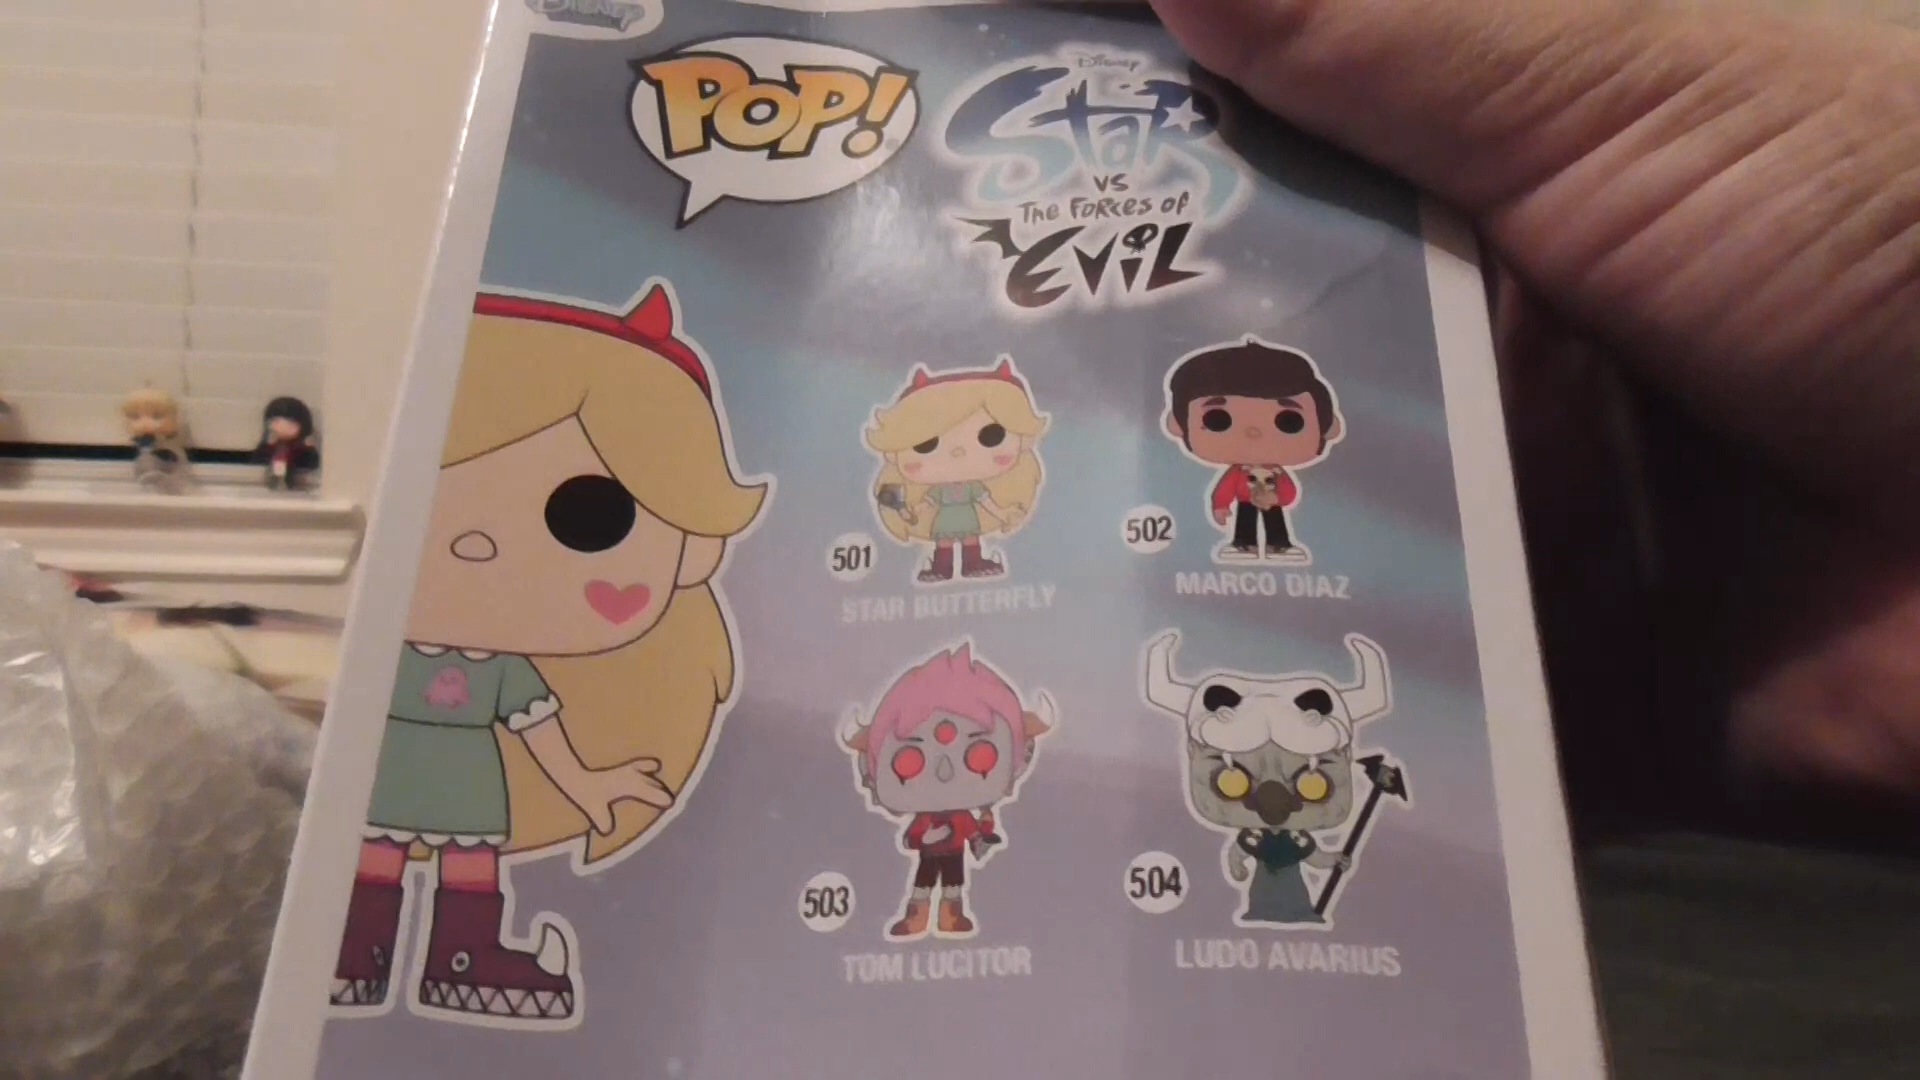 Disney
POP!
Disney
Star
vs
The Forces of
EViL
501
STAR BUTTERFLY
502
MARCO DIAZ
503
TOM LUCITOR
504
LUDO AVARIUS